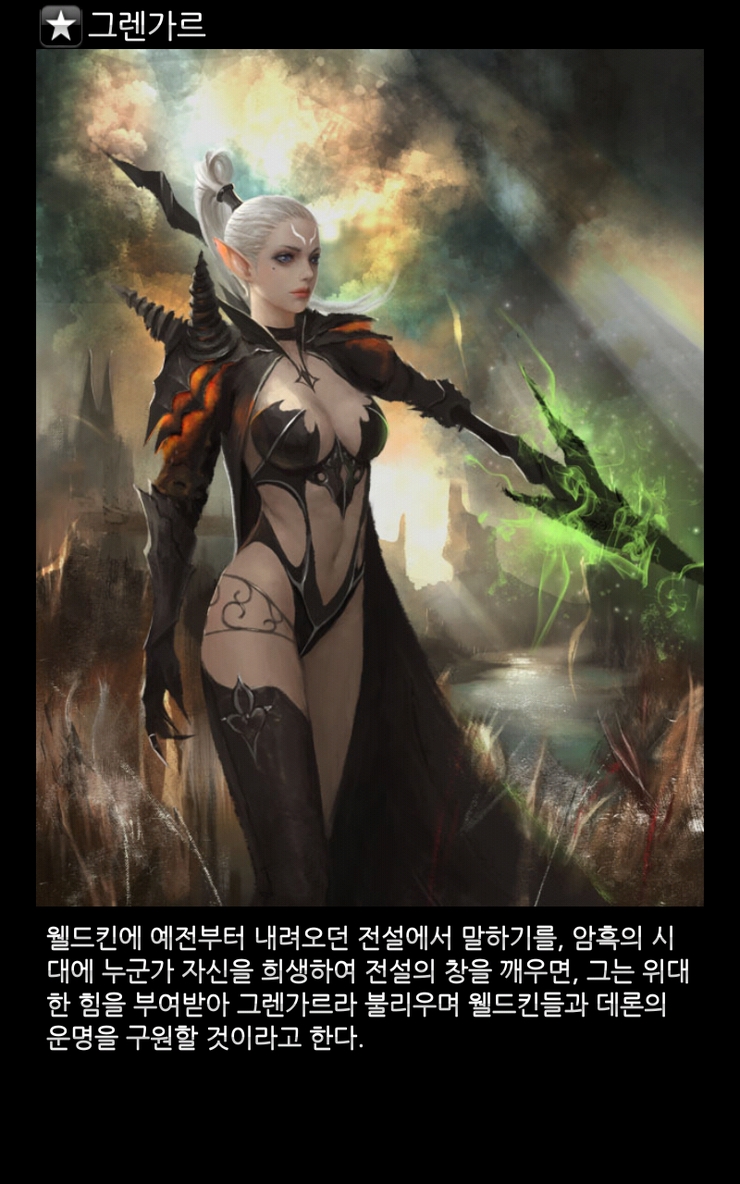 그렌가르
웰드킨에 예전부터 내려오던 전설에서 말하기를, 암흑의 시
대에 누군가 자신을 희생하여 전설의 창을 깨우면, 그는 위대
한 힘을 부여받아 그렌가르라 불리우며 웰드킨들과 데론의
운명을 구원할 것이라고 한다.